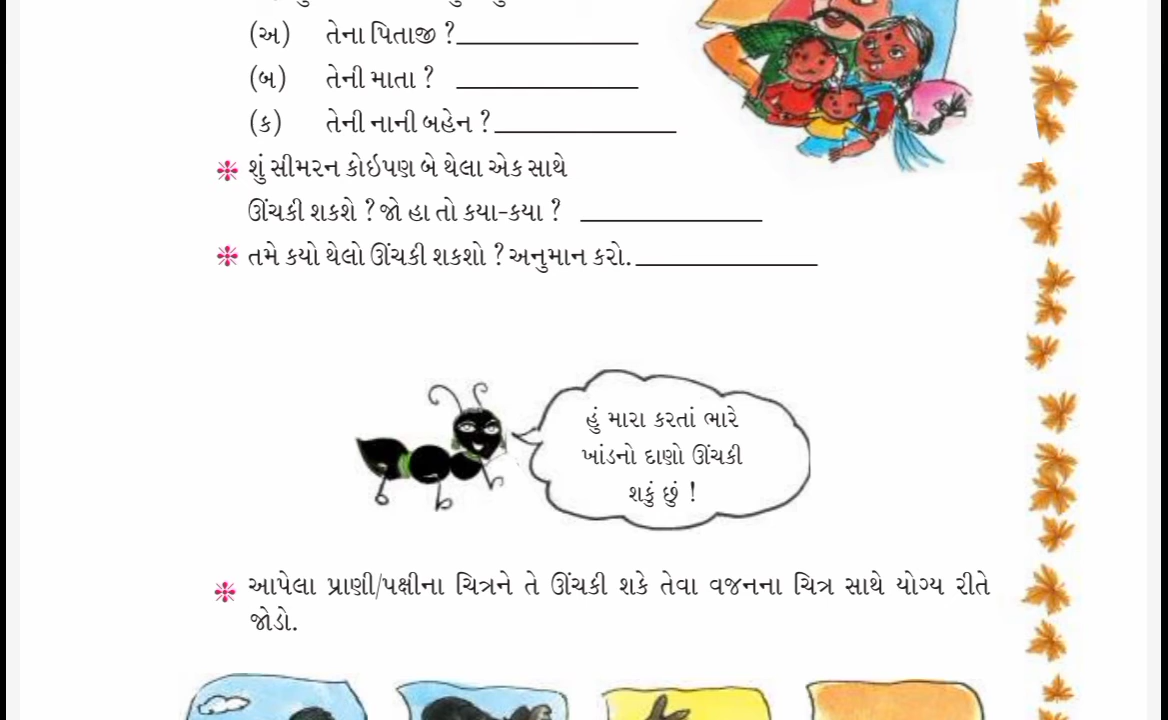 (અ) તેના પિતાજી ?
(બ) તેની માતા ?
(ક) તેની નાની બહેન ?
શું સીમરન કોઇપણ બે થેલા એક સાથે
ઊંચકી શકશે ? જો હા તો કયા-કયા ?
તમે કયો થેલો ઊંચકી શકશો ? અનુમાન કરો.
હું મારા કરતાં ભારે
ખાંડનો દાણો ઊંચકી
શકું છું !
આપેલા પ્રાણી/પક્ષીના ચિત્રને તે ઊંચકી શકે તેવા વજનના ચિત્ર સાથે યોગ્ય રીતે
જોડો.